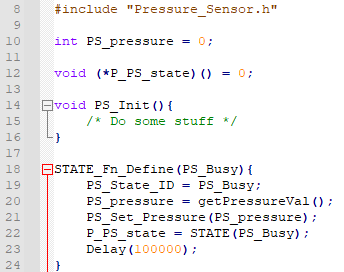 8 #include "Pressure_Sensor.h"
9
10 int PS_pressure = 0;
11
12 void (*P_PS_state)() = 0;
13
14 void PS_Init(){
15 /* Do some stuff */
16 }
17
18 STATE_Fn_Define(PS_Busy){
19 PS_State_ID = PS_Busy;
20 PS_pressure = getPressureVal();
21 PS_Set_Pressure(PS_pressure);
22 P_PS_state = STATE(PS_Busy);
23 Delay(100000);
24 }